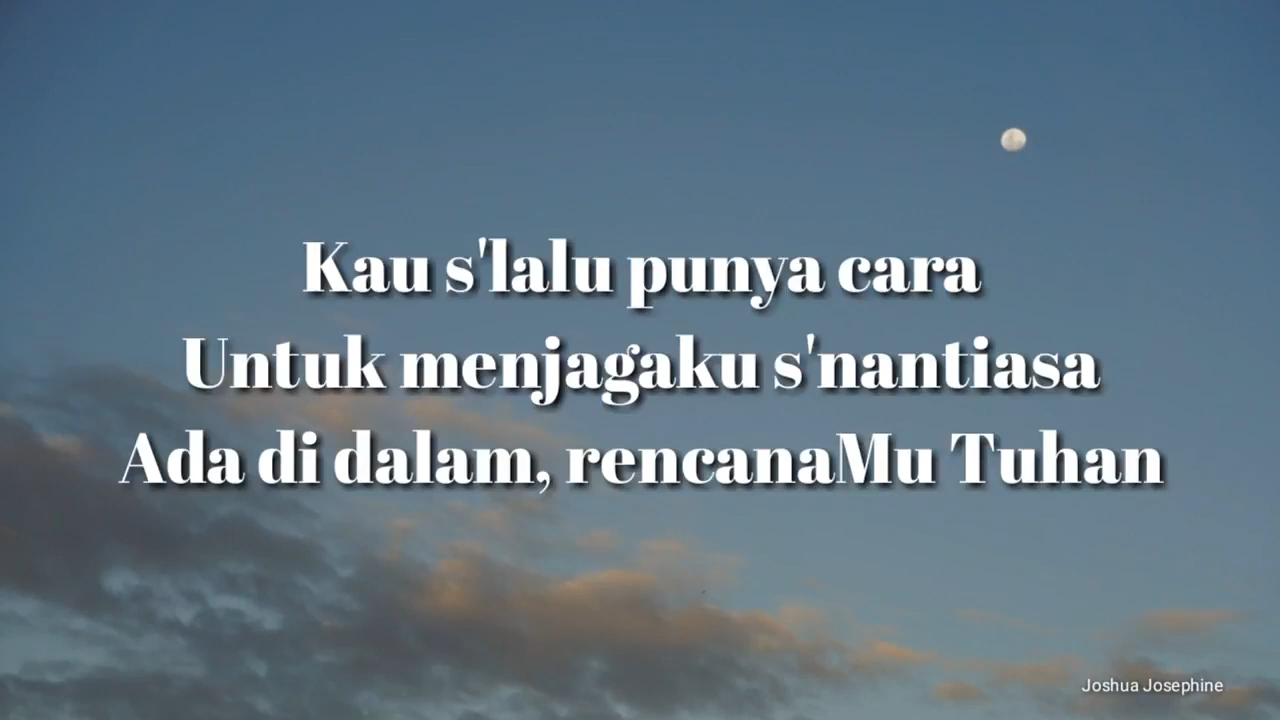 Kau s'lalu punya cara
Untuk menjagaku s'nantiasa
Ada di dalam, rencanaMu Tuhan
Joshua Josephine